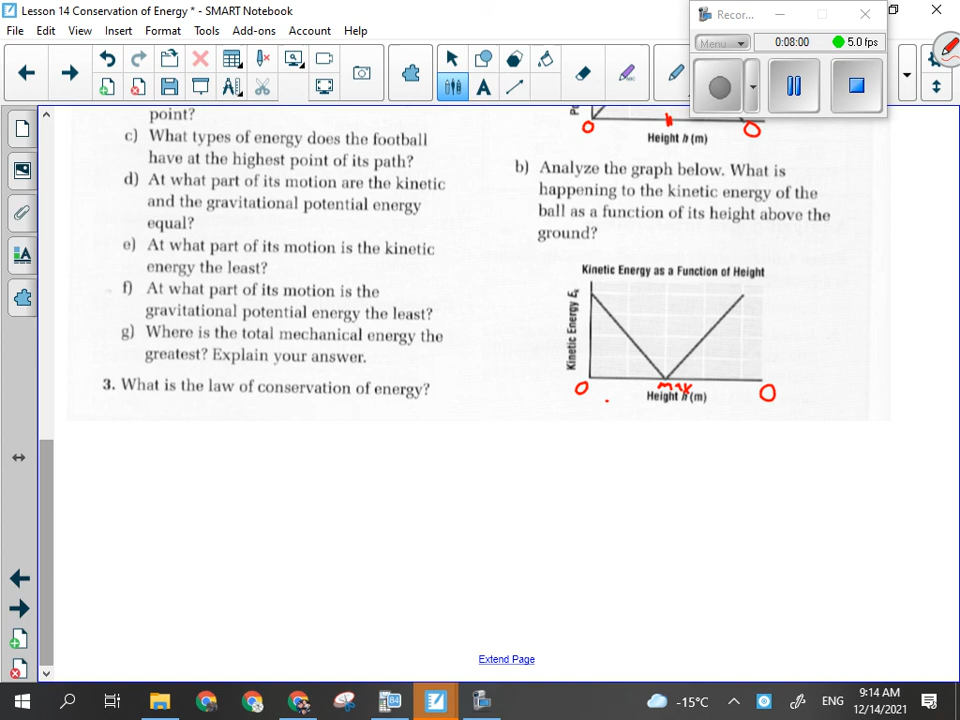 Lesson 14 Conservation of Energy * - SMART Notebook
Recor...
File Edit View Insert Format Tools Add-ons Account Help
Menu
0:08:00
5.0 fps
point?
c) What types of energy does the football
have at the highest point of its path?
d) At what part of its motion are the kinetic
and the gravitational potential energy
equal?
e) At what part of its motion is the kinetic
energy the least?
f) At what part of its motion is the
gravitational potential energy the least?
g) Where is the total mechanical energy the
greatest? Explain your answer.
3. What is the law of conservation of energy?
0 0
Height h (m)
b) Analyze the graph below. What is
happening to the kinetic energy of the
ball as a function of its height above the
ground?
Kinetic Energy as a Function of Height
Kinetic Energy Ek
0 max 0
Height h (m)
Extend Page
-15°C
ENG
9:14 AM
12/14/2021